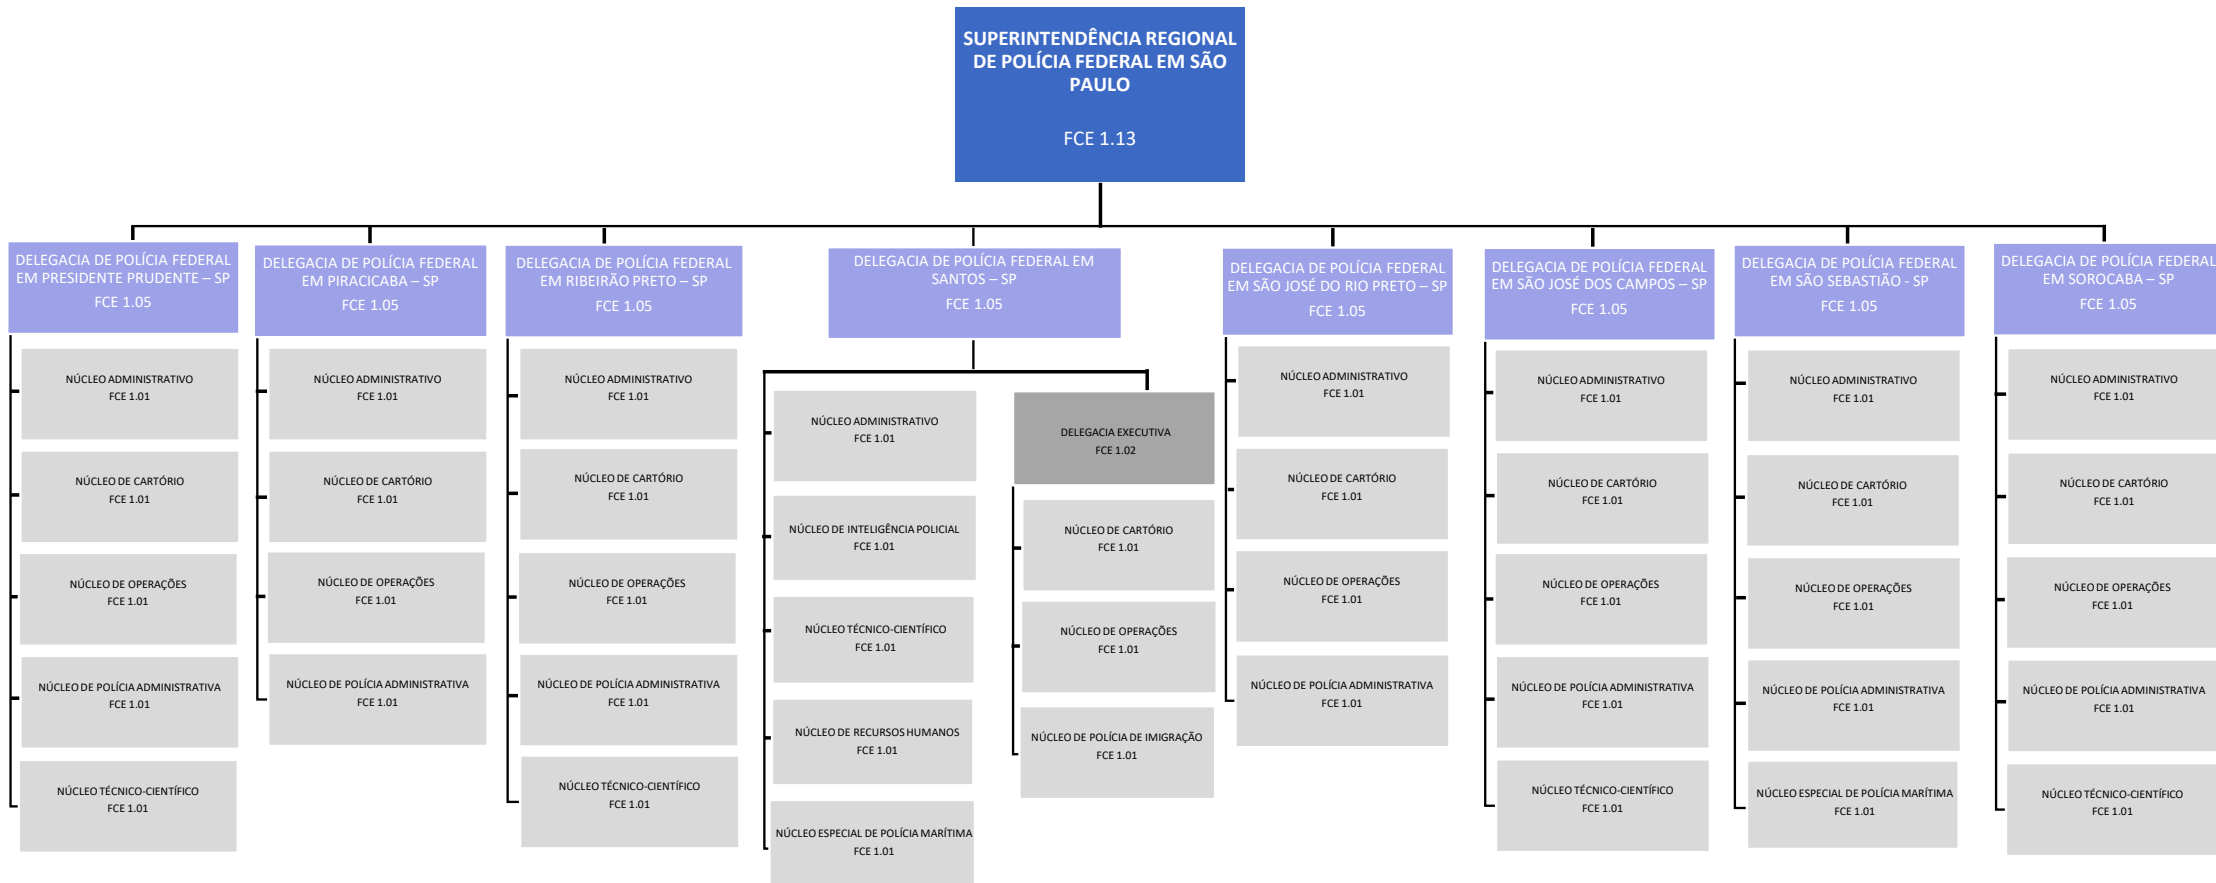 SUPERINTENDÊNCIA REGIONAL
DE POLÍCIA FEDERAL EM SÃO
PAULO
FCE 1.13
DELEGACIA DE POLÍCIA FEDERAL
EM PRESIDENTE PRUDENTE – SP
FCE 1.05
NÚCLEO ADMINISTRATIVO
FCE 1.01
NÚCLEO DE CARTÓRIO
FCE 1.01
NÚCLEO DE OPERAÇÕES
FCE 1.01
NÚCLEO DE POLÍCIA ADMINISTRATIVA
FCE 1.01
NÚCLEO TÉCNICO-CIENTÍFICO
FCE 1.01
DELEGACIA DE POLÍCIA FEDERAL
EM PIRACICABA – SP
FCE 1.05
NÚCLEO ADMINISTRATIVO
FCE 1.01
NÚCLEO DE CARTÓRIO
FCE 1.01
NÚCLEO DE OPERAÇÕES
FCE 1.01
NÚCLEO DE POLÍCIA ADMINISTRATIVA
FCE 1.01
DELEGACIA DE POLÍCIA FEDERAL
EM RIBEIRÃO PRETO – SP
FCE 1.05
NÚCLEO ADMINISTRATIVO
FCE 1.01
NÚCLEO DE CARTÓRIO
FCE 1.01
NÚCLEO DE OPERAÇÕES
FCE 1.01
NÚCLEO DE POLÍCIA ADMINISTRATIVA
FCE 1.01
NÚCLEO TÉCNICO-CIENTÍFICO
FCE 1.01
DELEGACIA DE POLÍCIA FEDERAL EM
SANTOS – SP
FCE 1.05
NÚCLEO ADMINISTRATIVO
FCE 1.01
NÚCLEO DE INTELIGÊNCIA POLICIAL
FCE 1.01
NÚCLEO TÉCNICO-CIENTÍFICO
FCE 1.01
NÚCLEO DE RECURSOS HUMANOS
FCE 1.01
NÚCLEO ESPECIAL DE POLÍCIA MARÍTIMA
FCE 1.01
DELEGACIA EXECUTIVA
FCE 1.02
NÚCLEO DE CARTÓRIO
FCE 1.01
NÚCLEO DE OPERAÇÕES
FCE 1.01
NÚCLEO DE POLÍCIA DE IMIGRAÇÃO
FCE 1.01
DELEGACIA DE POLÍCIA FEDERAL
EM SÃO JOSÉ DO RIO PRETO – SP
FCE 1.05
NÚCLEO ADMINISTRATIVO
FCE 1.01
NÚCLEO DE CARTÓRIO
FCE 1.01
NÚCLEO DE OPERAÇÕES
FCE 1.01
NÚCLEO DE POLÍCIA ADMINISTRATIVA
FCE 1.01
DELEGACIA DE POLÍCIA FEDERAL
EM SÃO JOSÉ DOS CAMPOS – SP
FCE 1.05
NÚCLEO ADMINISTRATIVO
FCE 1.01
NÚCLEO DE CARTÓRIO
FCE 1.01
NÚCLEO DE OPERAÇÕES
FCE 1.01
NÚCLEO DE POLÍCIA ADMINISTRATIVA
FCE 1.01
NÚCLEO TÉCNICO-CIENTÍFICO
FCE 1.01
DELEGACIA DE POLÍCIA FEDERAL
EM SÃO SEBASTIÃO - SP
FCE 1.05
NÚCLEO ADMINISTRATIVO
FCE 1.01
NÚCLEO DE CARTÓRIO
FCE 1.01
NÚCLEO DE OPERAÇÕES
FCE 1.01
NÚCLEO DE POLÍCIA ADMINISTRATIVA
FCE 1.01
NÚCLEO ESPECIAL DE POLÍCIA MARÍTIMA
FCE 1.01
DELEGACIA DE POLÍCIA FEDERAL
EM SOROCABA – SP
FCE 1.05
NÚCLEO ADMINISTRATIVO
FCE 1.01
NÚCLEO DE CARTÓRIO
FCE 1.01
NÚCLEO DE OPERAÇÕES
FCE 1.01
NÚCLEO DE POLÍCIA ADMINISTRATIVA
FCE 1.01
NÚCLEO TÉCNICO-CIENTÍFICO
FCE 1.01